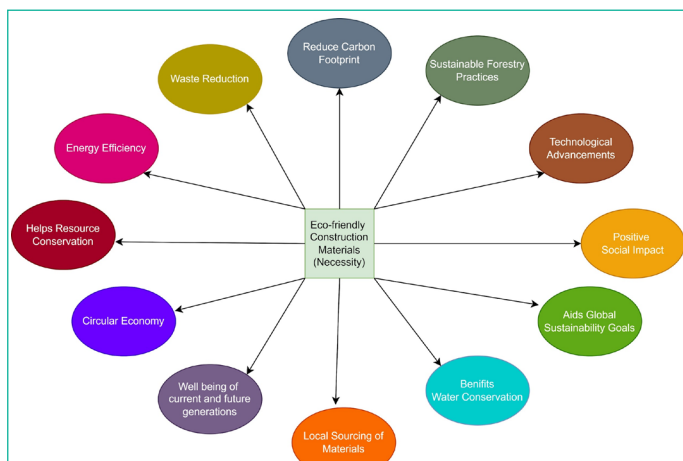 Reduce Carbon
Footprint
Sustainable Forestry
Practices
Waste Reduction
Technological
Advancements
Energy Efficiency
Eco-friendly
Construction
Materials
(Necessity)
Helps Resource
Conservation
Positive
Social Impact
Circular Economy
Aids Global
Sustainability Goals
Well being of
current and future
generations
Benifits
Water Conservation
Local Sourcing of
Materials